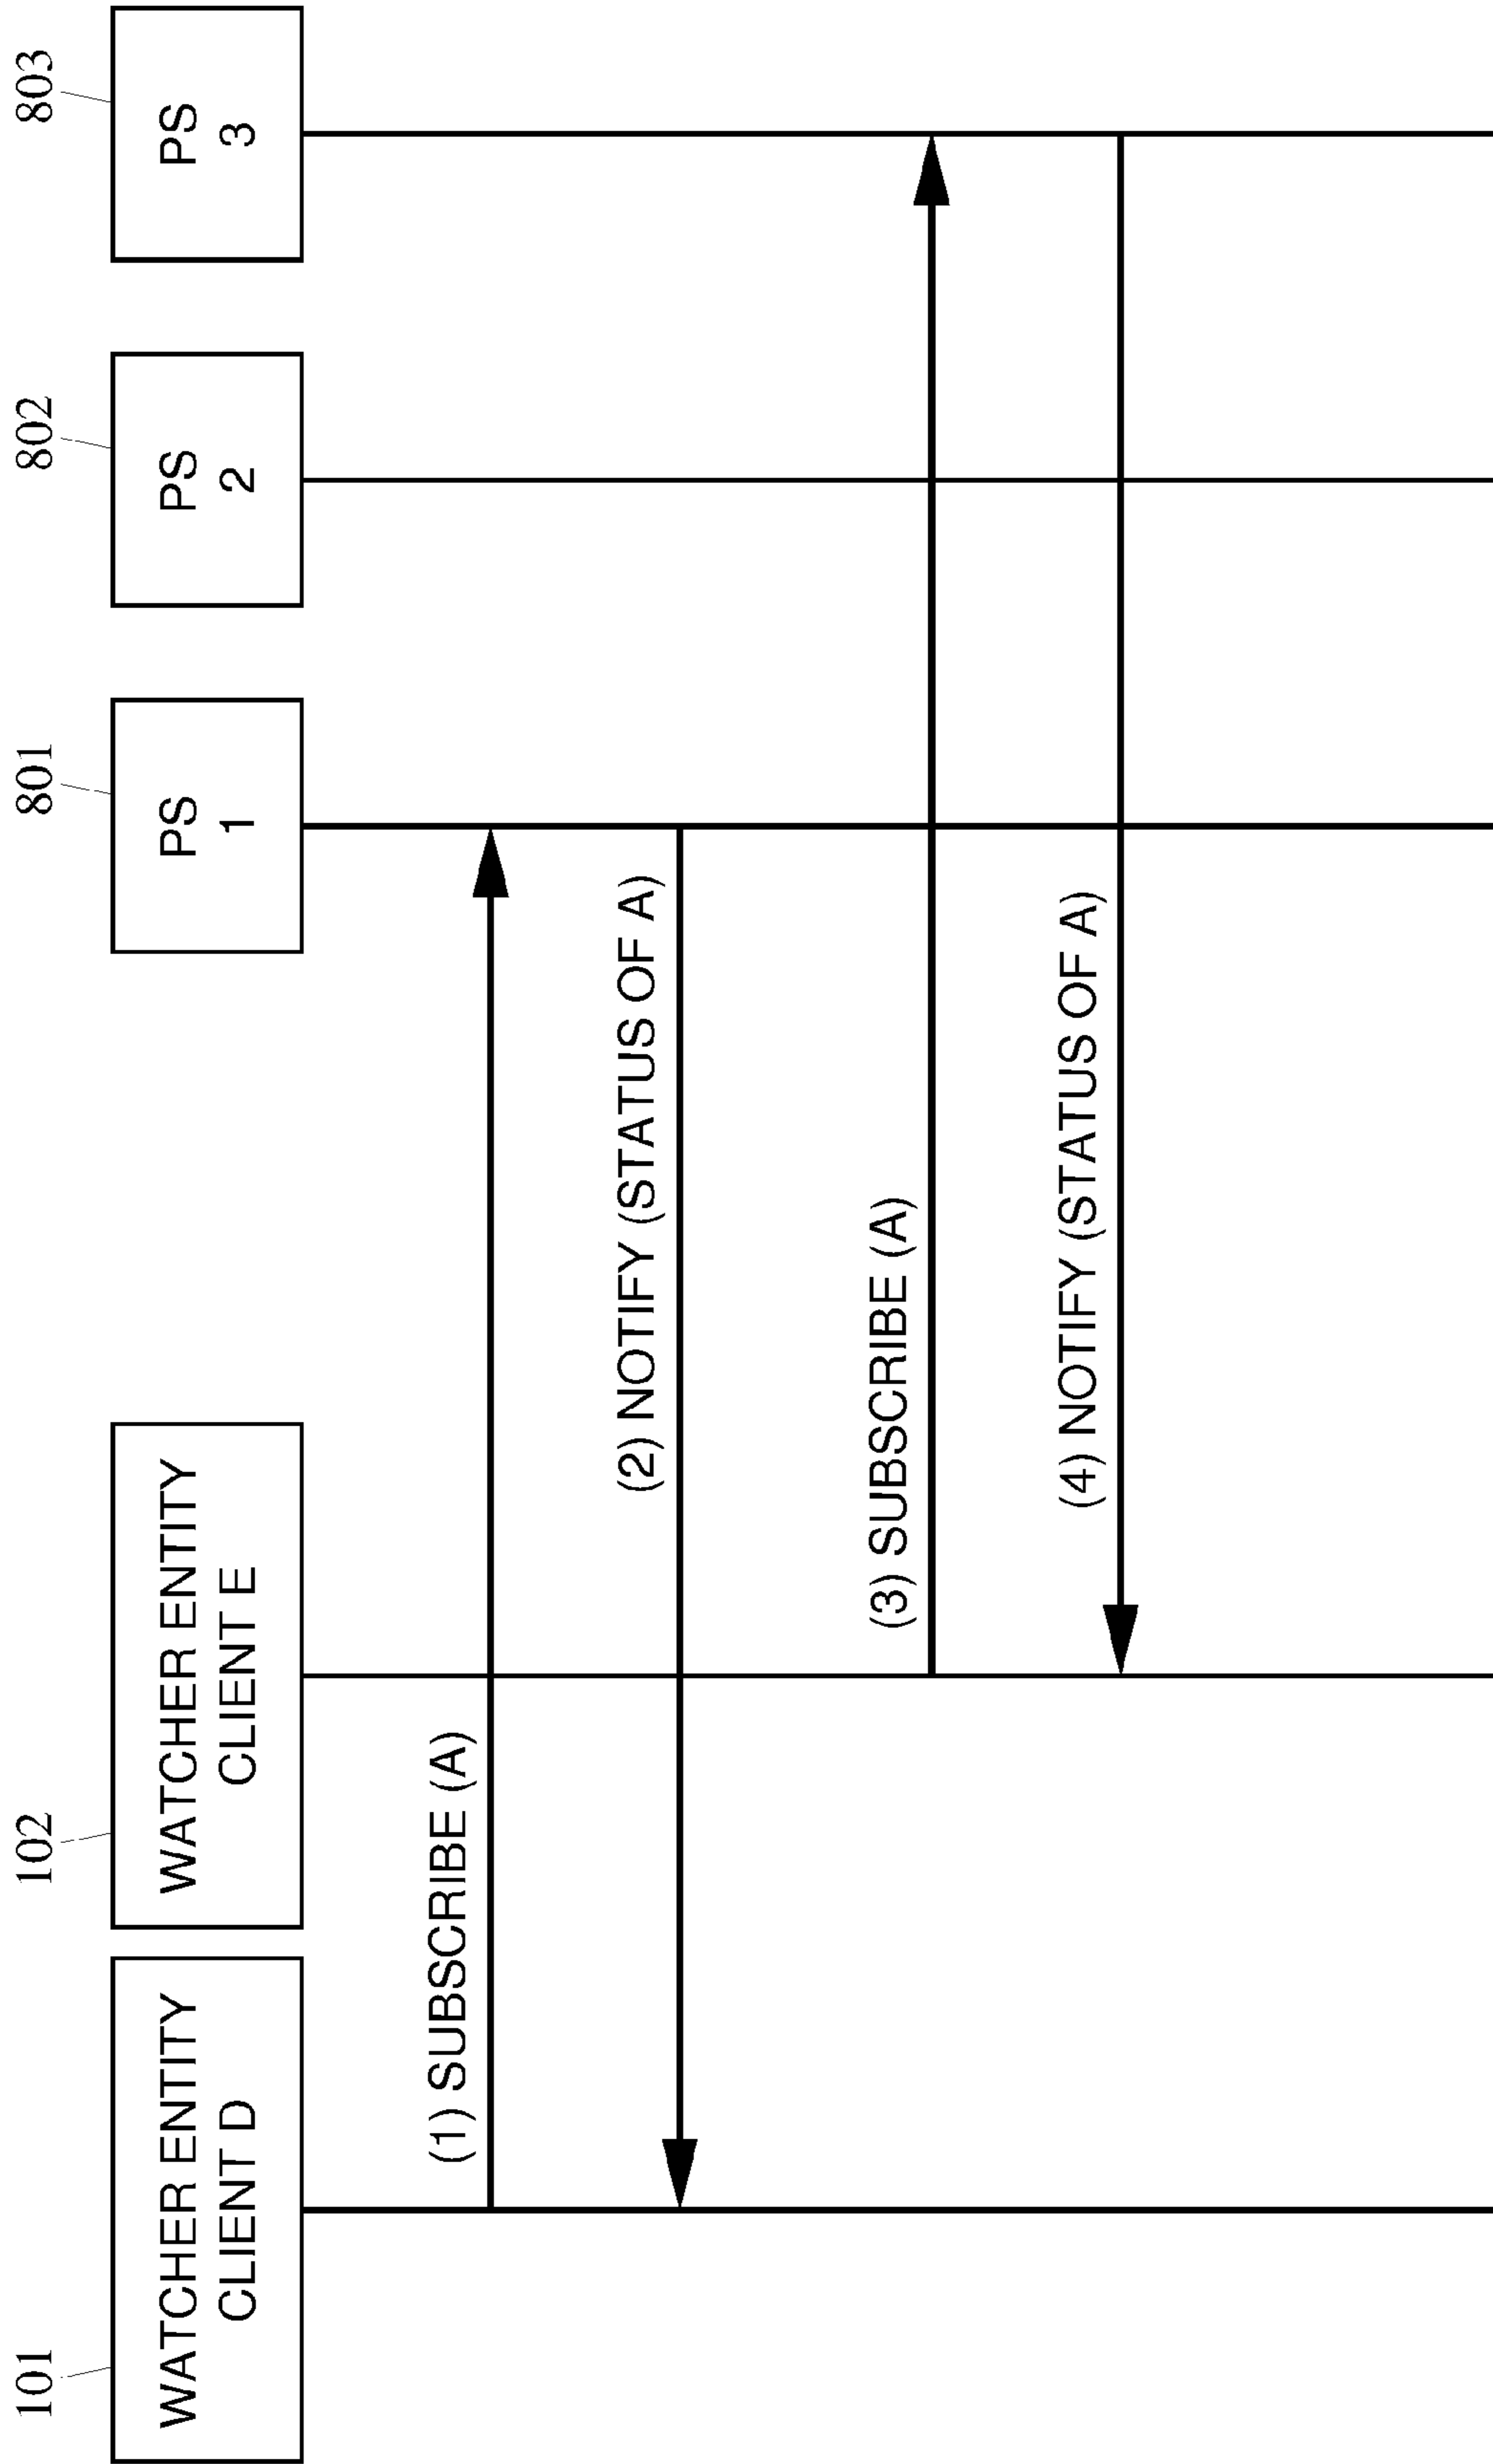 101
102
801
802
803
WATCHER ENTITY
CLIENT D
WATCHER ENTITY
CLIENT E
PS
1
PS
2
PS
3
(1) SUBSCRIBE (A)
(2) NOTIFY (STATUS OF A)
(3) SUBSCRIBE (A)
(4) NOTIFY (STATUS OF A)